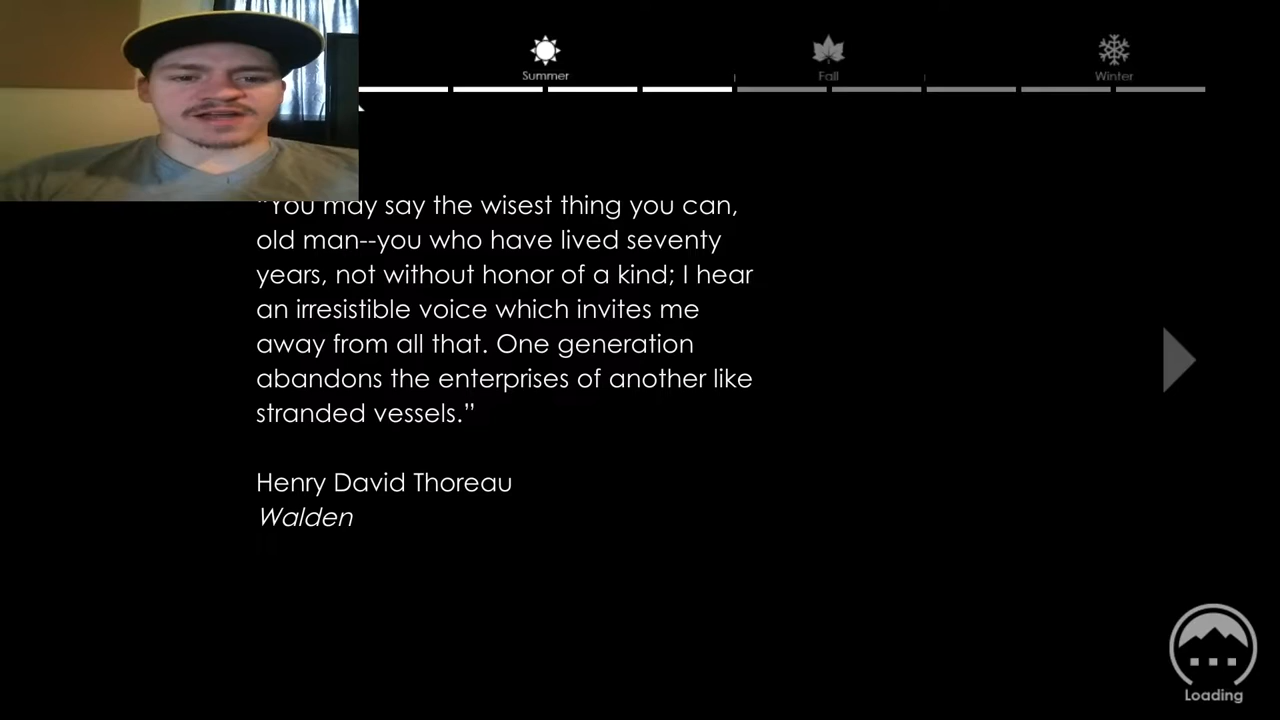 Summer
Fall
Winter
"You may say the wisest thing you can,
old man--you who have lived seventy
years, not without honor of a kind; I hear
an irresistible voice which invites me
away from all that. One generation
abandons the enterprises of another like
stranded vessels."
Henry David Thoreau
Walden
Loading